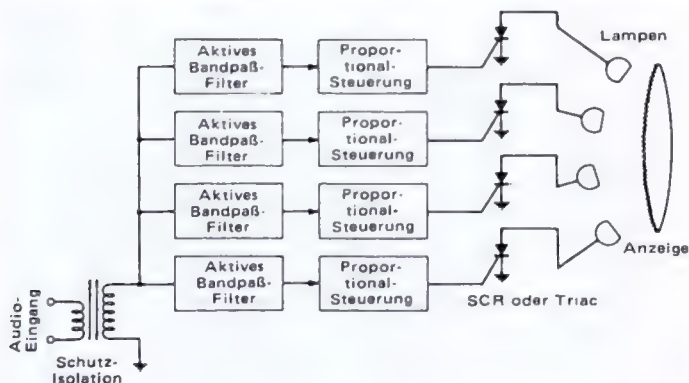 Aktives
Bandpaß-
Filter
Propor-
tional-
Steuerung
Lampen
Aktives
Bandpaß-
Filter
Propor-
tional-
Steuerung
Aktives
Bandpaß-
Filter
Propor-
tional-
Steuerung
Aktives
Bandpaß-
Filter
Propor-
tional-
Steuerung
Anzeige
SCR oder Triac
Audio-
Eingang
Schutz-
Isolation